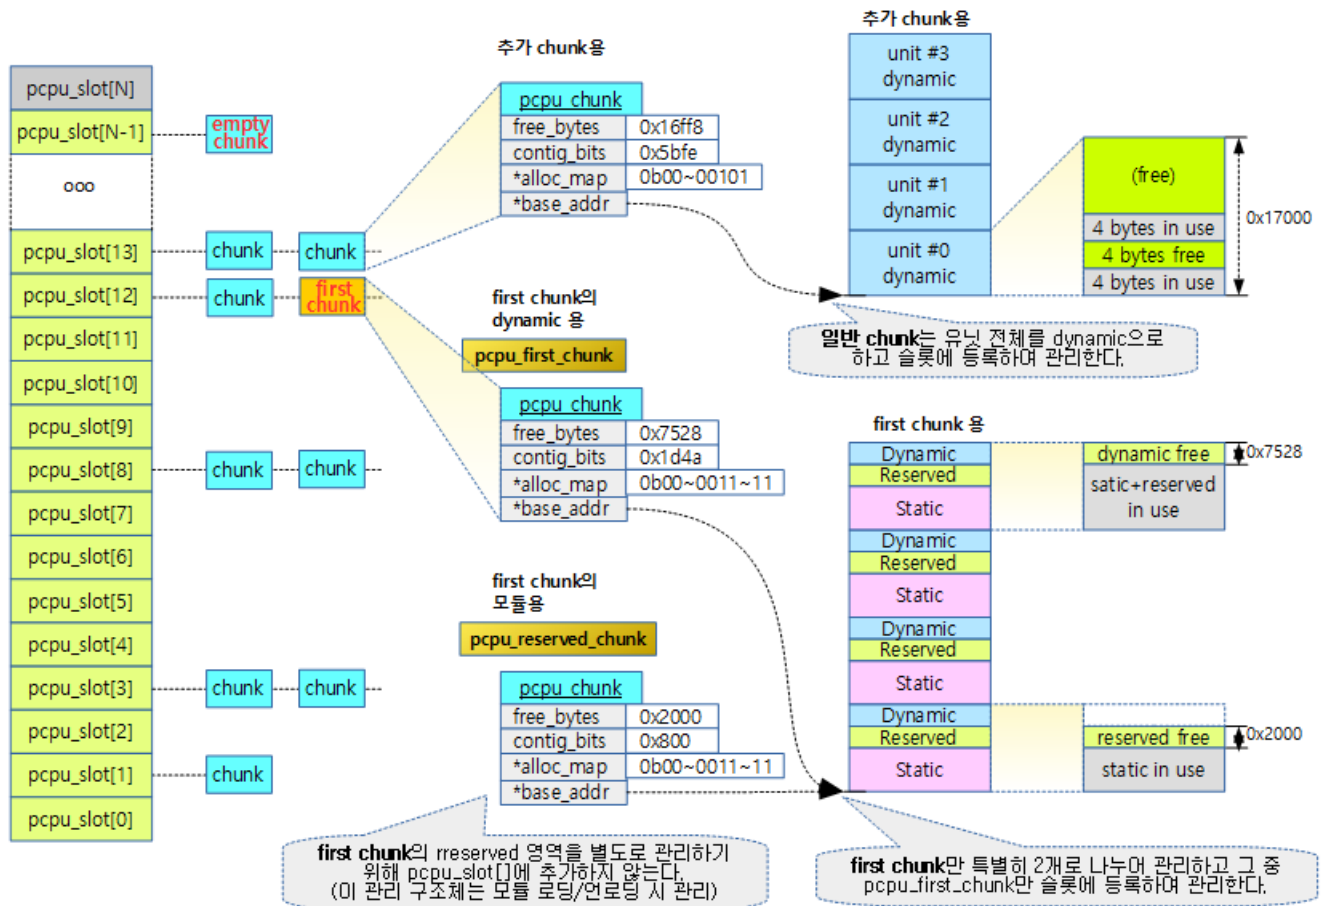 pcpu_slot[N]
pcpu_slot[N-1]
ooo
pcpu_slot[13]
pcpu_slot[12]
pcpu_slot[11]
pcpu_slot[10]
pcpu_slot[9]
pcpu_slot[8]
pcpu_slot[7]
pcpu_slot[6]
pcpu_slot[5]
pcpu_slot[4]
pcpu_slot[3]
pcpu_slot[2]
pcpu_slot[1]
pcpu_slot[0]
empty
chunk
chunk
chunk
chunk
first
chunk
chunk
chunk
chunk
chunk
chunk
추가 chunk용
pcpu_chunk
free_bytes 0x16ff8
contig_bits 0x5bfe
*alloc_map 0b00~00101
*base_addr
first chunk의
dynamic 용
pcpu_first_chunk
pcpu_chunk
free_bytes 0x7528
contig_bits 0x1d4a
*alloc_map 0b00~0011~11
*base_addr
first chunk의
모듈용
pcpu_reserved_chunk
pcpu_chunk
free_bytes 0x2000
contig_bits 0x800
*alloc_map 0b00~0011~11
*base_addr
first chunk의 rreserved 영역을 별도로 관리하기
위해 pcpu_slot[]에 추가하지 않는다.
(이 관리 구조체는 모듈 로딩/언로딩 시 관리)
추가 chunk용
unit #3
dynamic
unit #2
dynamic
unit #1
dynamic
unit #0
dynamic
(free)
4 bytes in use
4 bytes free
4 bytes in use
0x17000
일반 chunk는 유닛 전체를 dynamic으로
하고 슬롯에 등록하여 관리한다.
first chunk 용
Dynamic
Reserved
Static
Dynamic
Reserved
Static
Dynamic
Reserved
Static
Dynamic
Reserved
Static
dynamic free
satic+reserved
in use
0x7528
reserved free
static in use
0x2000
first chunk만 특별히 2개로 나누어 관리하고 그 중
pcpu_first_chunk만 슬롯에 등록하여 관리한다.